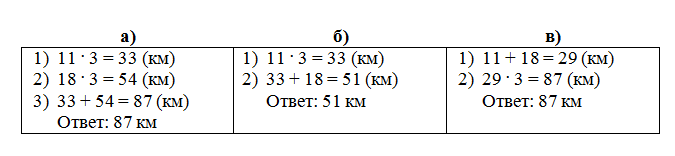 а)
1) 11 · 3 = 33 (км)
2) 18 · 3 = 54 (км)
3) 33 + 54 = 87 (км)
Ответ: 87 км
б)
1) 11 · 3 = 33 (км)
2) 33 + 18 = 51 (км)
Ответ: 51 км
в)
1) 11 + 18 = 29 (км)
2) 29 · 3 = 87 (км)
Ответ: 87 км